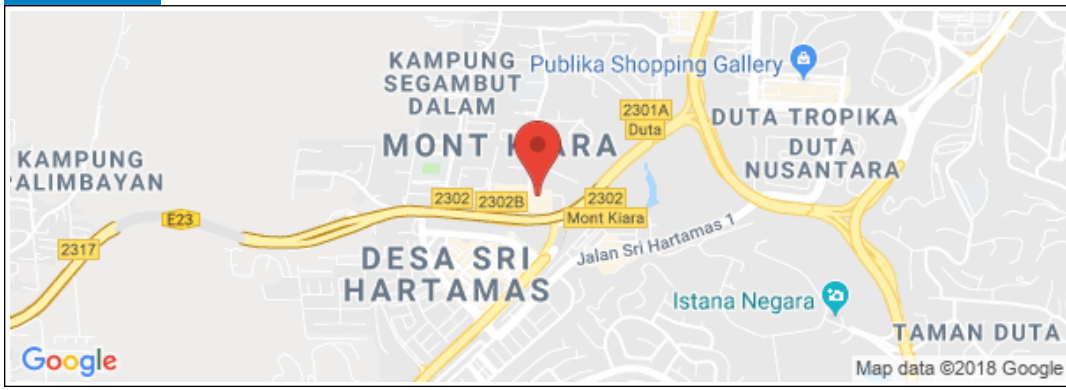 KAMPUNG
SEGAMBUT
DALAM
Publika Shopping Gallery
2301A
Duta
DUTA TROPIKA
DUTA
NUSANTARA
MONT KIARA
KAMPUNG
PALIMBAYAN
2302
2302B
2302
Mont Kiara
E23
2317
Jalan Sri Hartamas 1
DESA SRI
HARTAMAS
Istana Negara
TAMAN DUTA
Google
Map data ©2018 Google